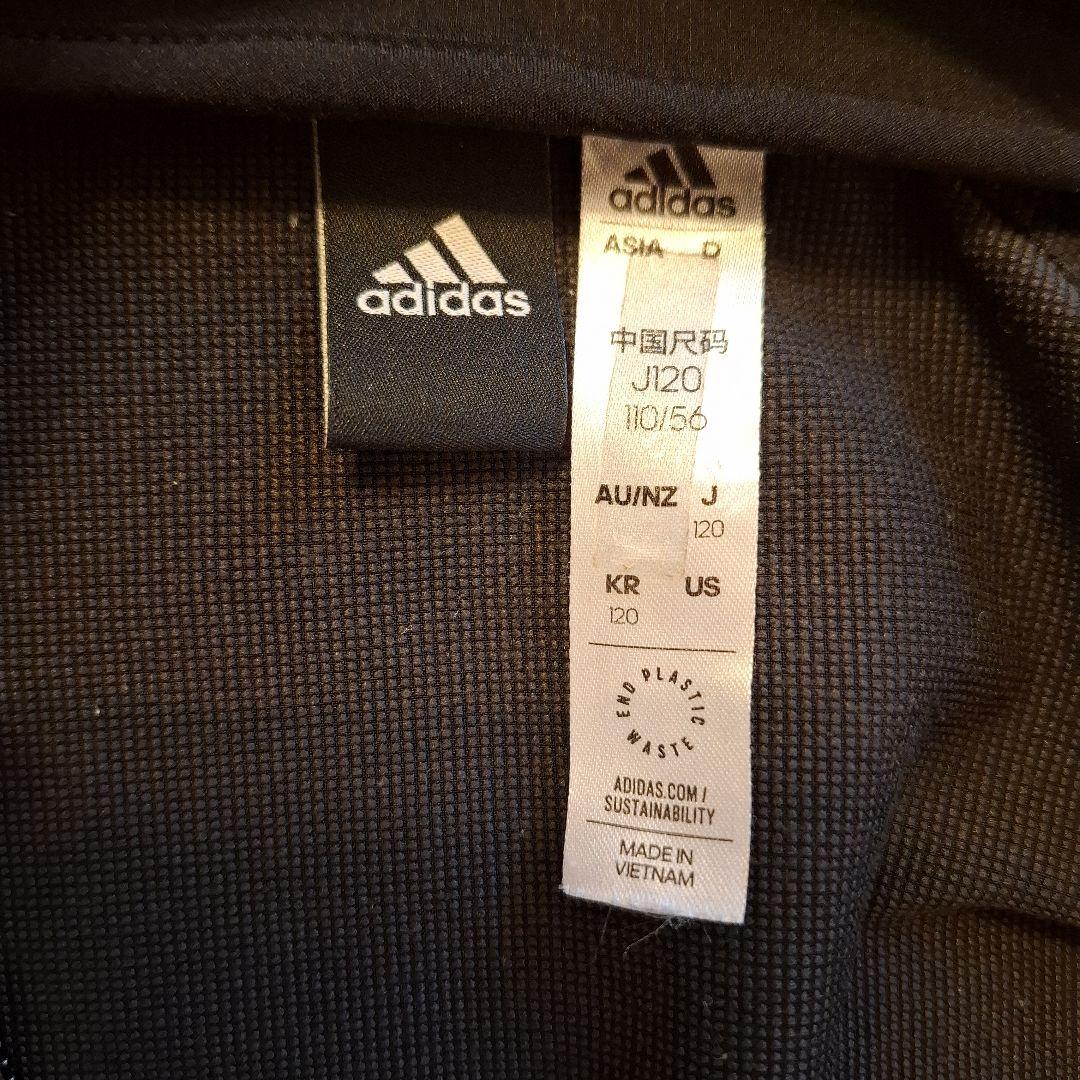 adidas
adidas
ASIA D
中国尺码
J120
110/56
AU/NZ J
120
KR US
120
END PLASTIC WASTE
ADIDAS.COM/
SUSTAINABILITY
MADE IN
VIETNAM